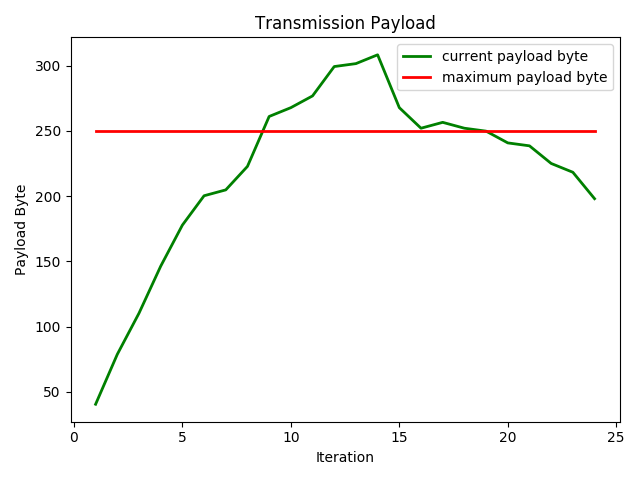 Transmission Payload
current payload byte
maximum payload byte
Payload Byte
300
250
200
150
100
50
0 5 10 15 20 25
Iteration